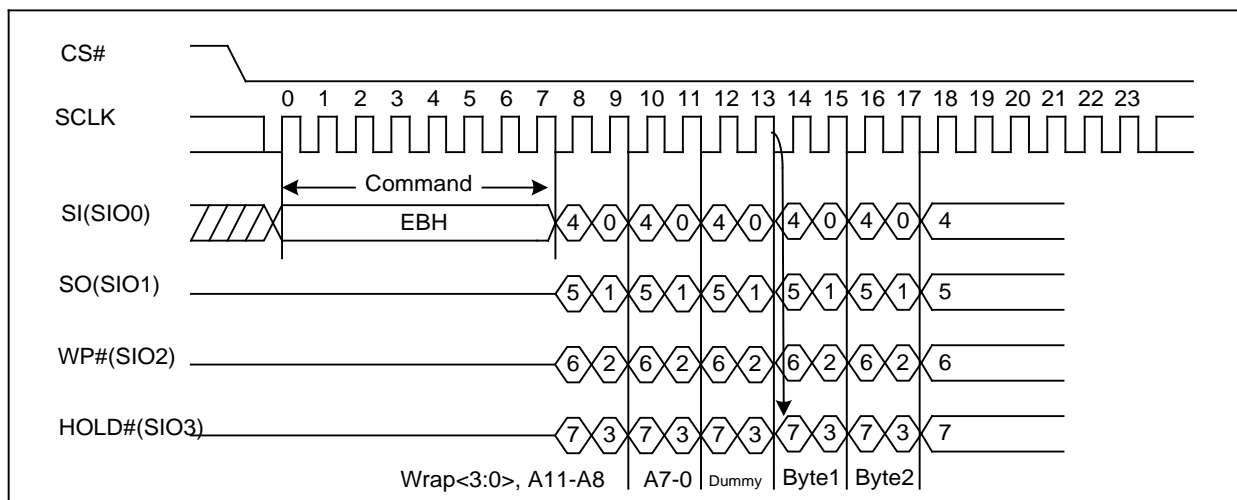 CS#
0 1 2 3 4 5 6 7 8 9 10 11 12 13 14 15 16 17 18 19 20 21 22 23
SCLK
Command
SI(SIO0) EBH 4 0 4 0 4 0 4 0 4 0 4
SO(SIO1) 5 1 5 1 5 1 5 1 5 1 5
WP#(SIO2) 6 2 6 2 6 2 6 2 6 2 6
HOLD#(SIO3) 7 3 7 3 7 3 7 3 7 3 7
Wrap<3:0>, A11-A8 A7-0 Dummy Byte1 Byte2